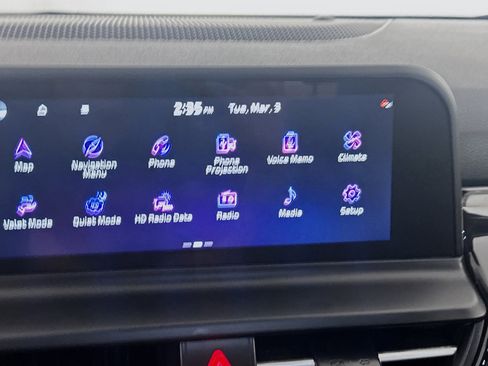 2:35 PM Tue, Mar, 3
Map
Navigation Menu
Phone
Phone Projection
Voice Memo
Climate
Valet Mode
Quiet Mode
HD Radio Data
Radio
Media
Setup